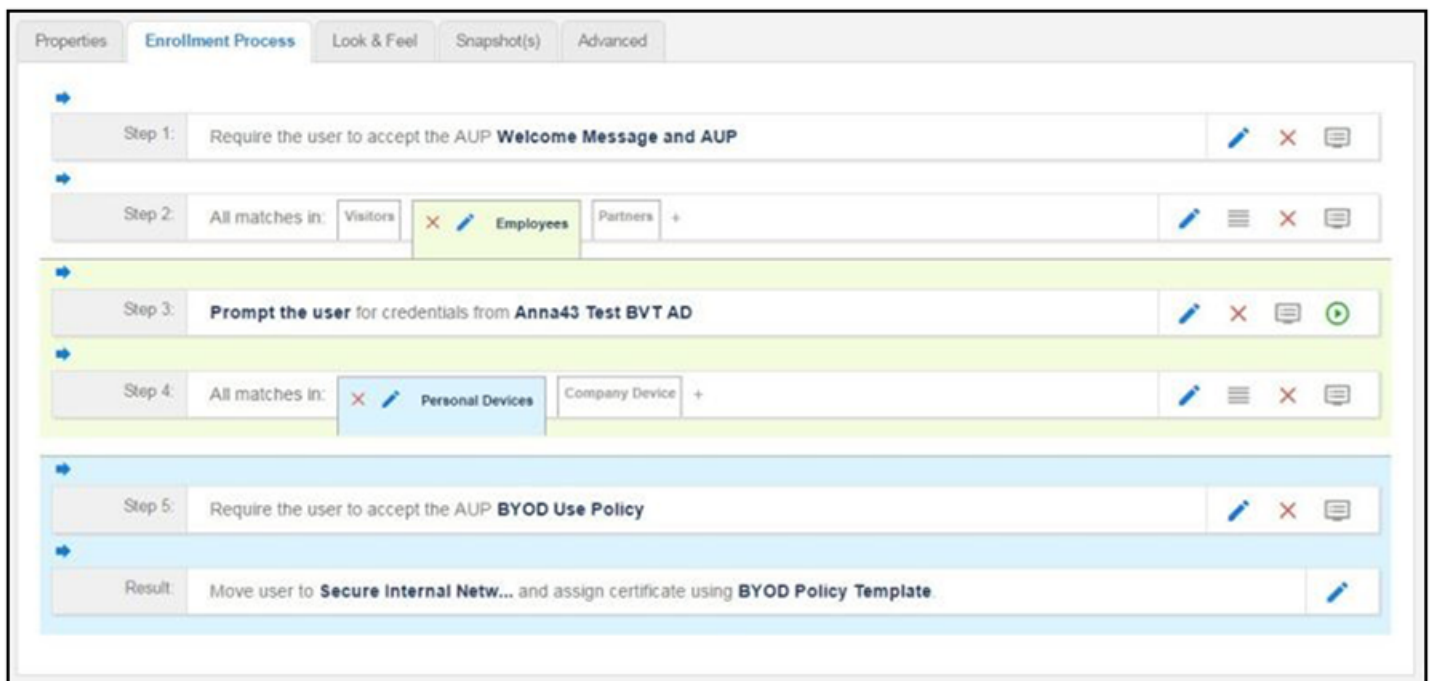 Properties Enrollment Process Look & Feel Snapshot(s) Advanced
Step 1: Require the user to accept the AUP Welcome Message and AUP
Step 2: All matches in: Visitors Employees Partners +
Step 3: Prompt the user for credentials from Anna43 Test BVT AD
Step 4: All matches in: Personal Devices Company Device +
Step 5: Require the user to accept the AUP BYOD Use Policy
Result: Move user to Secure Internal Netw... and assign certificate using BYOD Policy Template.